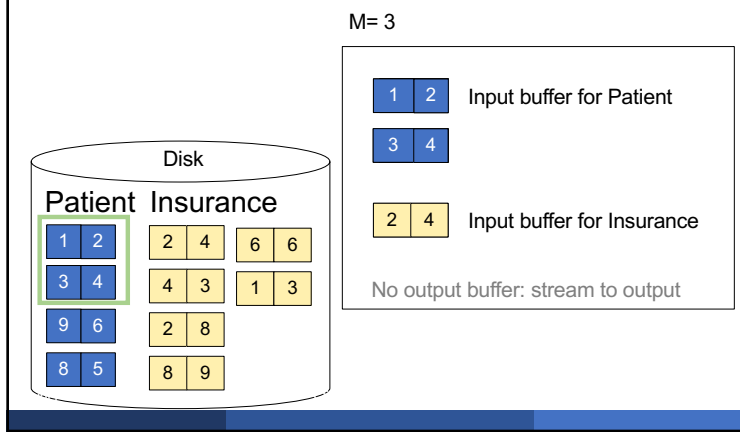 M= 3
1 2 Input buffer for Patient
3 4
2 4 Input buffer for Insurance
No output buffer: stream to output
Disk
Patient Insurance
1 2 2 4 6 6
3 4 4 3 1 3
9 6 2 8
8 5 8 9